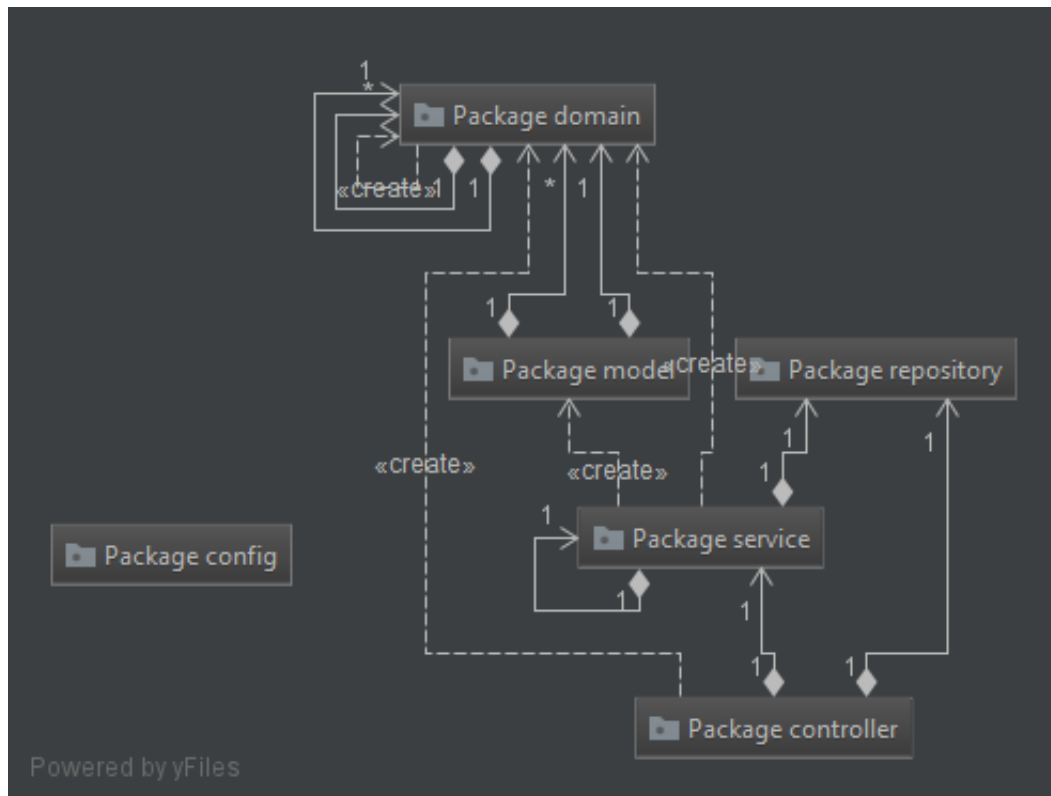 1
*
Package domain
«create»
1
1
*
1
1
1
Package model
«create»
Package repository
1
1
«create»
«create»
1
1
Package service
Package config
1
1
1
1
Package controller
Powered by yFiles